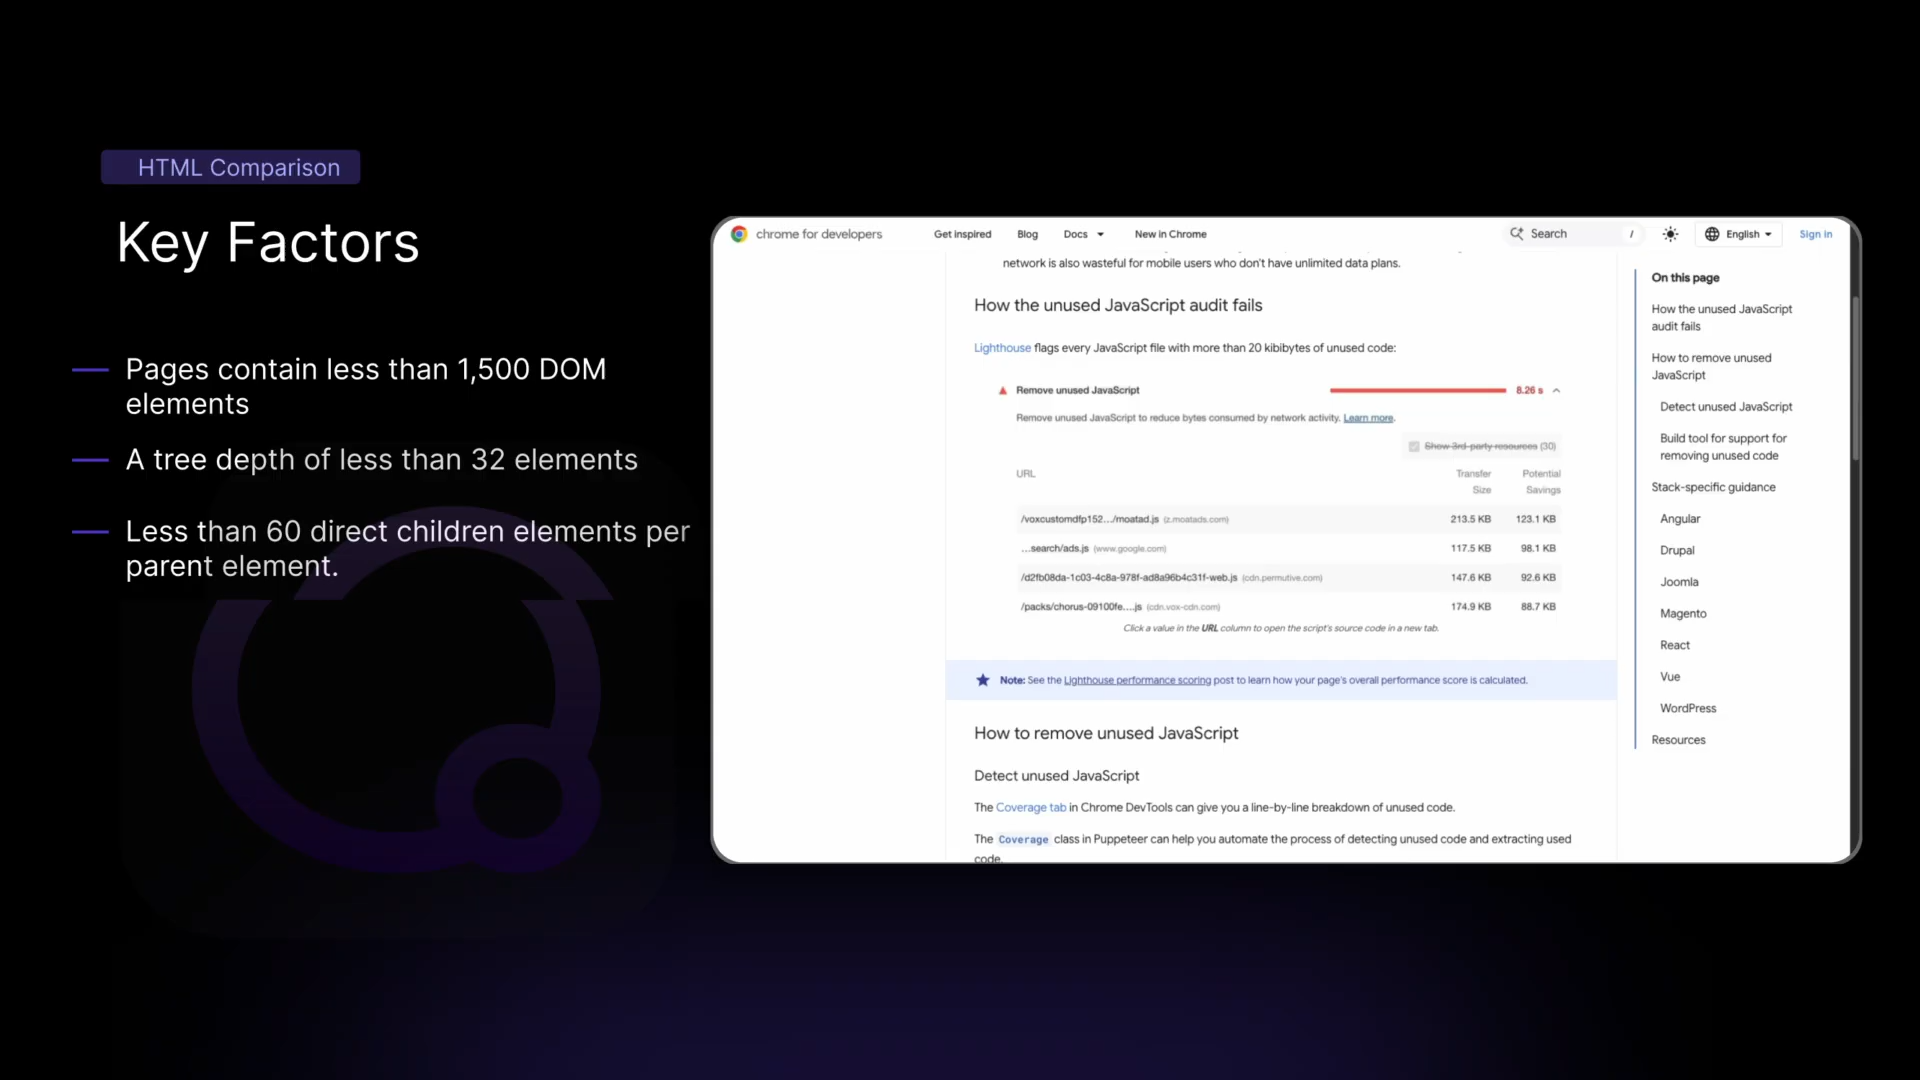 HTML Comparison
Key Factors
Pages contain less than 1,500 DOM
elements
A tree depth of less than 32 elements
Less than 60 direct children elements per
parent element.
chrome for developers
Get inspired
Blog
Docs
New in Chrome
Search
/
English
Sign in
network is also wasteful for mobile users who don't have unlimited data plans.
How the unused JavaScript audit fails
Lighthouse flags every JavaScript file with more than 20 kibibytes of unused code:
Remove unused JavaScript 8.26 s
Remove unused JavaScript to reduce bytes consumed by network activity. Learn more.
Show 3rd-party resources (30)
URL
Transfer
Size
Potential
Savings
/voxcustomdfp152.../moatad.js (z.moatads.com) 213.5 KB 123.1 KB
...search/ads.js (www.google.com) 117.5 KB 98.1 KB
/d2fb08da-1c03-4c8a-978f-ad8a96b4c31f-web.js (cdn.permutive.com) 147.6 KB 92.6 KB
/packs/chorus-09100fe....js (cdn.vox-cdn.com) 174.9 KB 88.7 KB
Click a value in the URL column to open the script's source code in a new tab.
Note: See the Lighthouse performance scoring post to learn how your page's overall performance score is calculated.
How to remove unused JavaScript
Detect unused JavaScript
The Coverage tab in Chrome DevTools can give you a line-by-line breakdown of unused code.
The Coverage class in Puppeteer can help you automate the process of detecting unused code and extracting used
code.
On this page
How the unused JavaScript
audit fails
How to remove unused
JavaScript
Detect unused JavaScript
Build tool for support for
removing unused code
Stack-specific guidance
Angular
Drupal
Joomla
Magento
React
Vue
WordPress
Resources